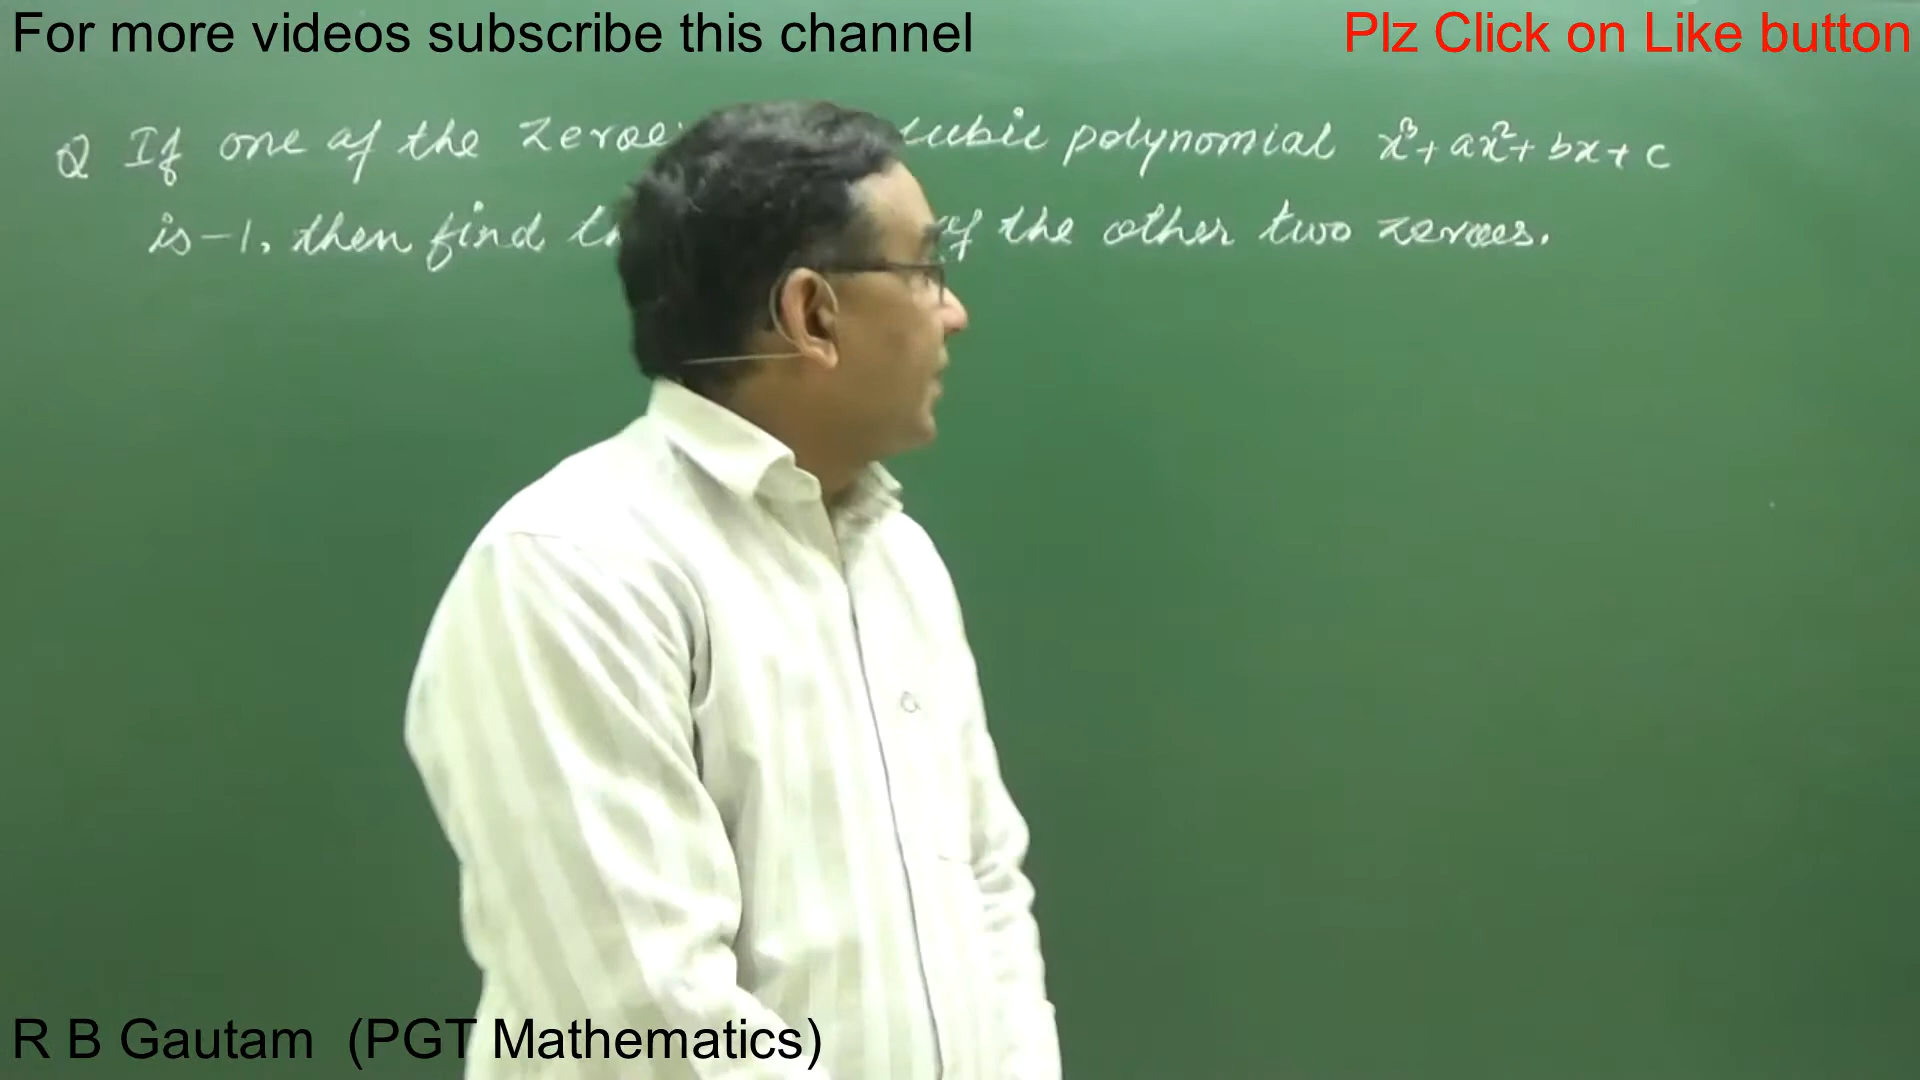 For more videos subscribe this channel
Plz Click on Like button
Q If one of the zeroe cubic polynomial x³+ax²+bx+c
is -1, then find of the other two zeroes.
R B Gautam (PGT Mathematics)